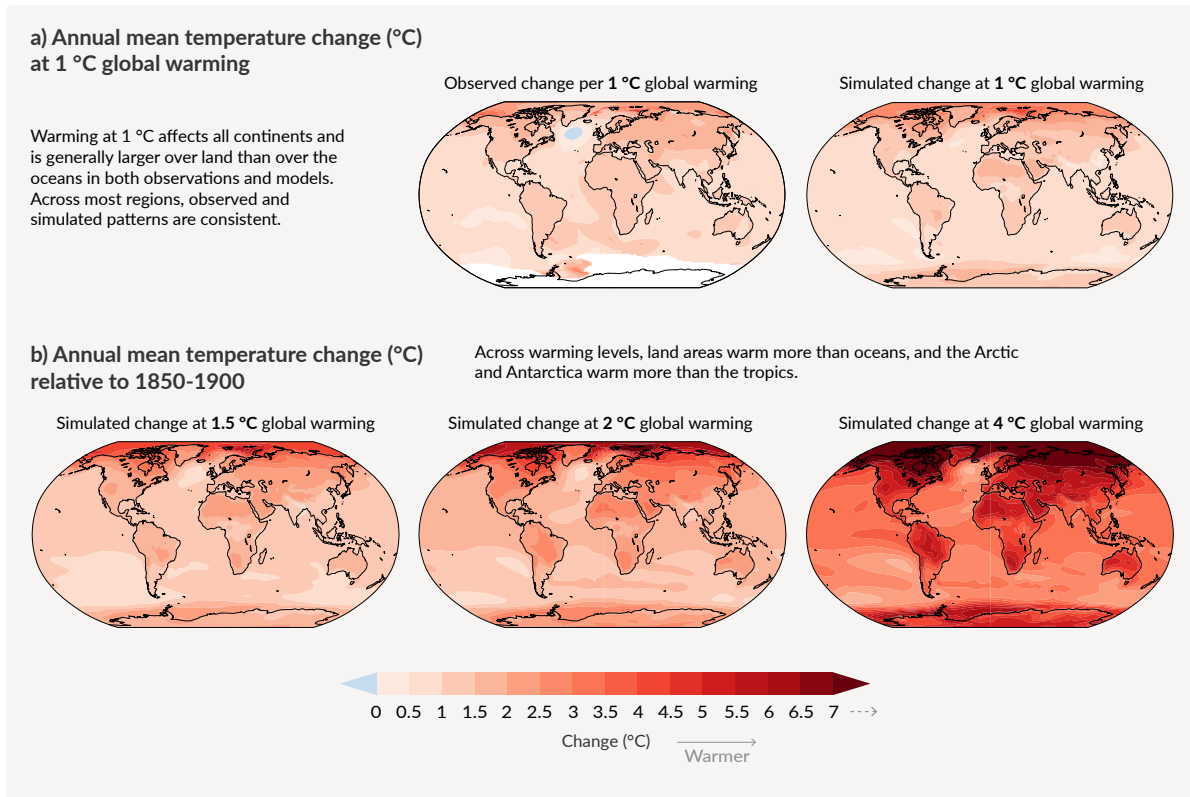 a) Annual mean temperature change (°C)
at 1 °C global warming
Observed change per 1 °C global warming
Simulated change at 1 °C global warming
Warming at 1 °C affects all continents and
is generally larger over land than over the
oceans in both observations and models.
Across most regions, observed and
simulated patterns are consistent.
b) Annual mean temperature change (°C)
relative to 1850-1900
Across warming levels, land areas warm more than oceans, and the Arctic
and Antarctica warm more than the tropics.
Simulated change at 1.5 °C global warming
Simulated change at 2 °C global warming
Simulated change at 4 °C global warming
0 0.5 1 1.5 2 2.5 3 3.5 4 4.5 5 5.5 6 6.5 7
Change (°C)
Warmer